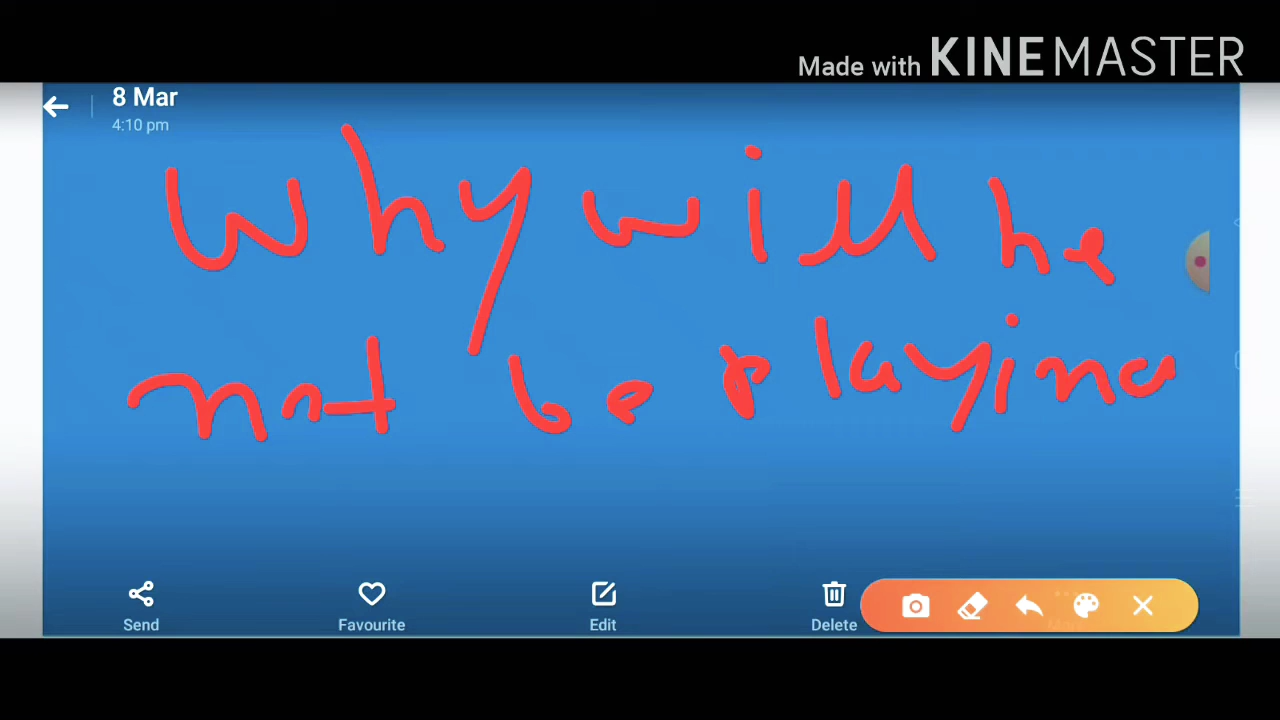 Made with KINEMASTER
8 Mar
4:10 pm
Why will he
not be playing
Send Favourite Edit Delete